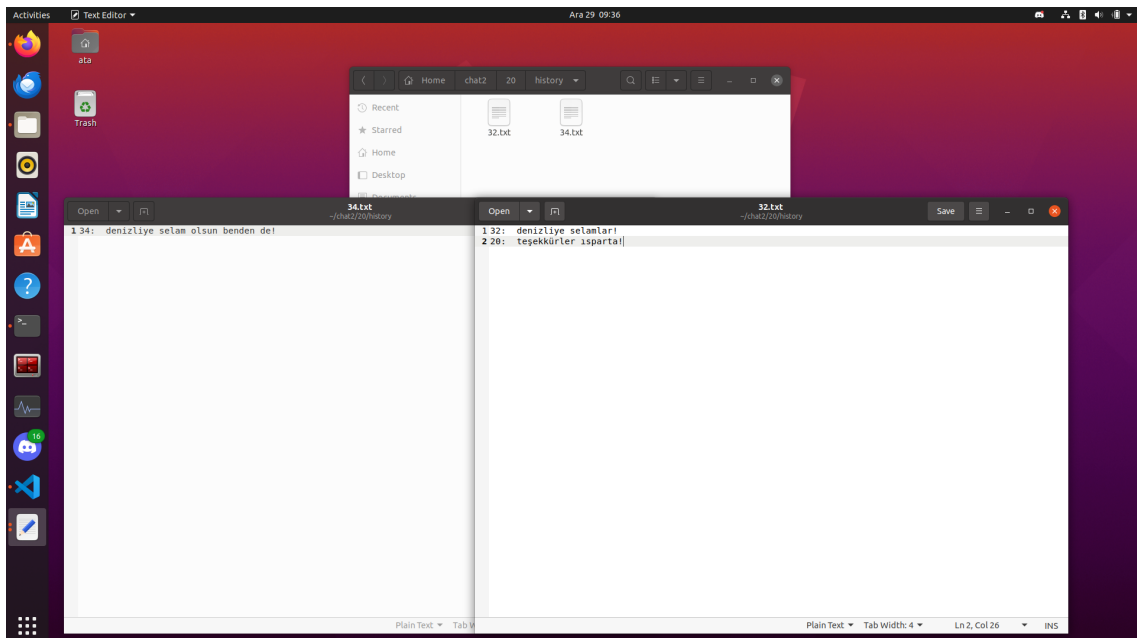 Activities
Text Editor
Ara 29 09:36
ata
Trash
16
Home
chat2
20
history
Recent
Starred
Home
Desktop
32.txt
34.txt
Open
34.txt
~/chat2/20/history
1 34: denizliye selam olsun benden de!
Plain Text
Tab W
Open
32.txt
~/chat2/20/history
Save
1 32: denizliye selamlar!
2 20: teşekkürler ısparta!
Plain Text
Tab Width: 4
Ln 2, Col 26
INS